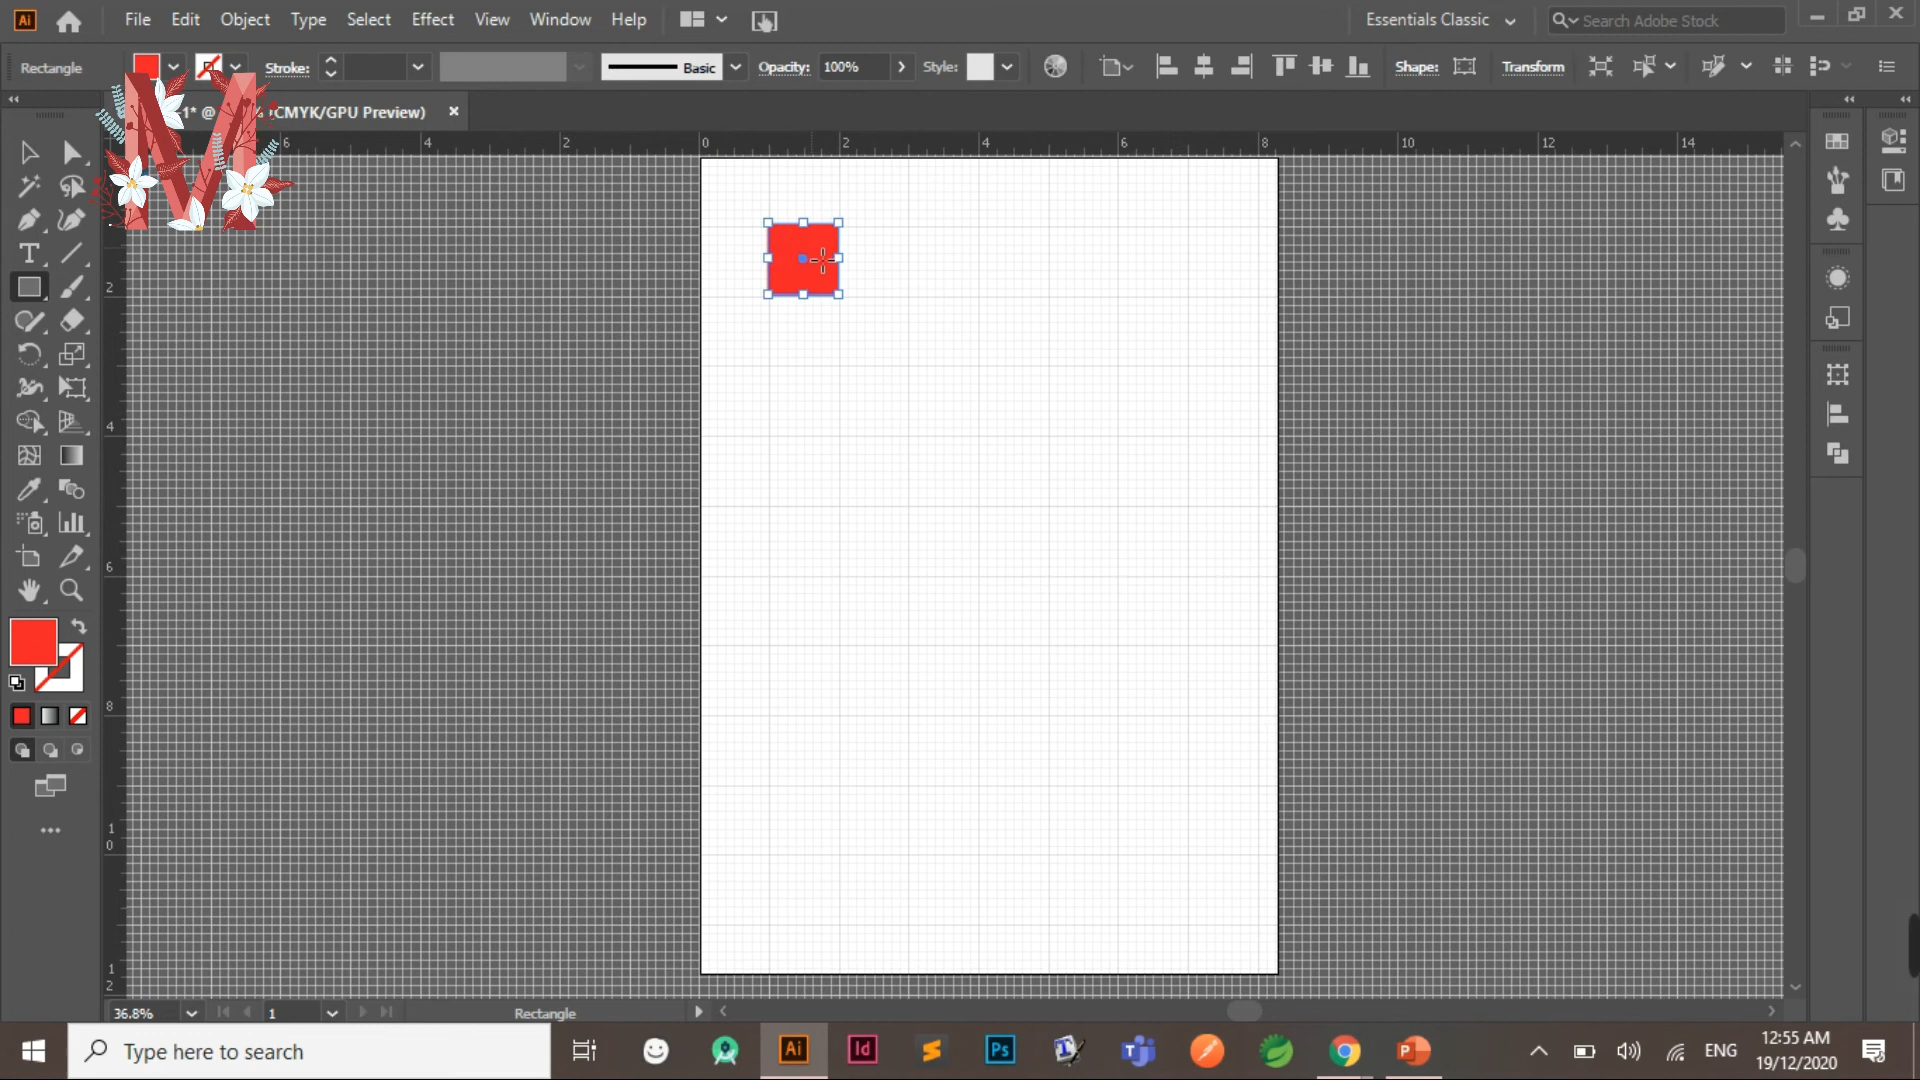 Ai File Edit Object Type Select Effect View Window Help Essentials Classic Search Adobe Stock
Rectangle Stroke: Basic Opacity: 100% Style: Shape: Transform
M
1* @ % (CMYK/GPU Preview) ×
6 4 2 0 2 4 6 8 10 12 14
2
4
6
8
1
0
1
2
36.8% 1 Rectangle
Type here to search Ai Id Ps ENG
12:55 AM
19/12/2020